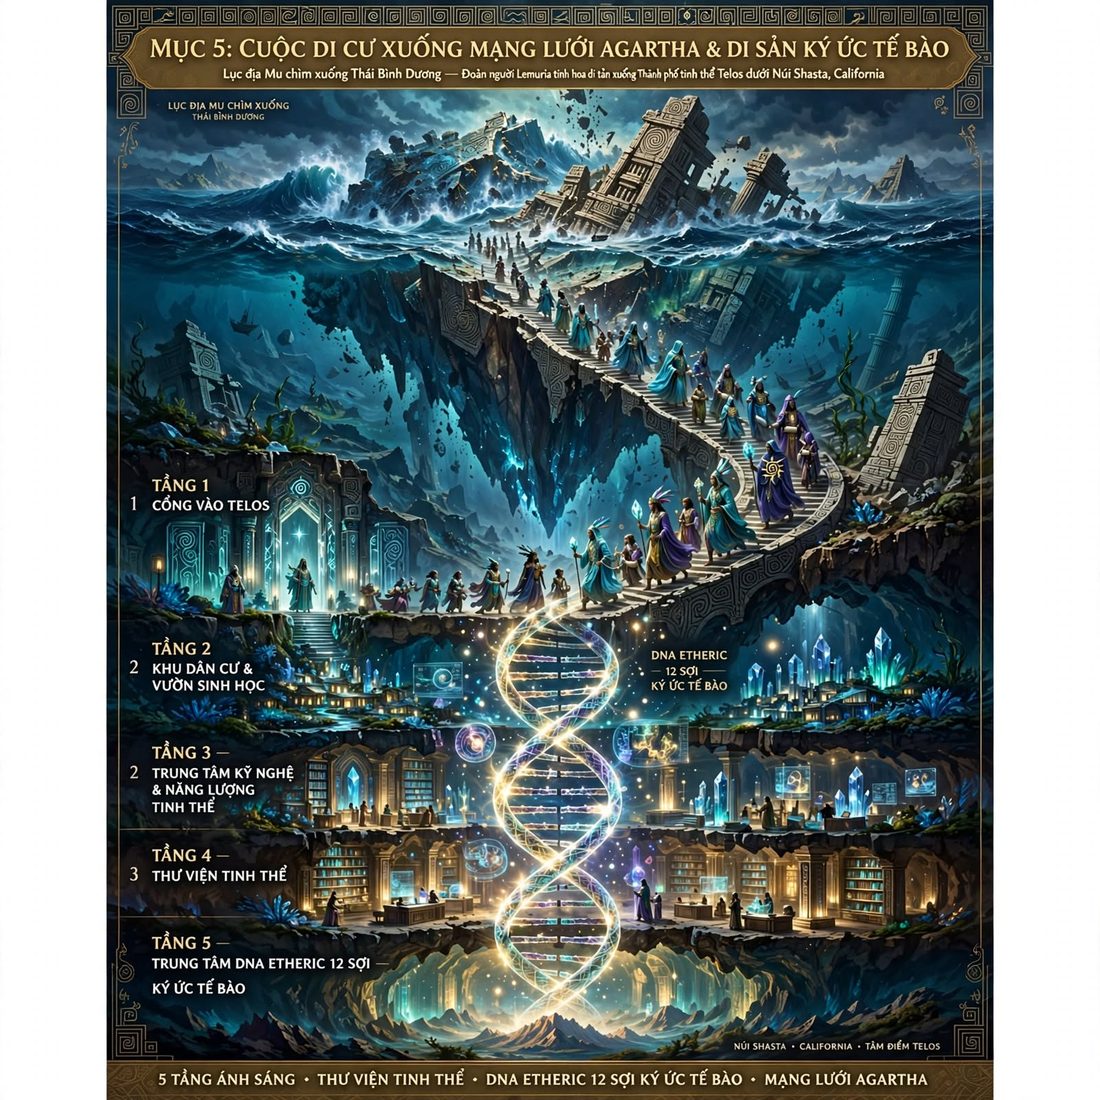 MỤC 5: CUỘC DI CƯ XUỐNG MẠNG LƯỚI AGARTHA & DI SẢN KÝ ỨC TẾ BÀO
Lục địa Mu chìm xuống Thái Bình Dương — Đoàn người Lemuria tinh hoa di tản xuống Thành phố tinh thể Telos dưới Núi Shasta, California
LỤC ĐỊA MU CHÌM XUỐNG
THÁI BÌNH DƯƠNG
TẦNG 1
1 CỔNG VÀO TELOS
TẦNG 2
2 KHU DÂN CƯ &
VƯỜN SINH HỌC
DNA ETHERIC
— 12 SỢI —
KÝ ỨC TẾ BÀO
TẦNG 3 —
2 TRUNG TÂM KỸ NGHỆ
& NĂNG LƯỢNG
TINH THỂ
TẦNG 4 —
3 THƯ VIỆN TINH THỂ
TẦNG 5 —
TRUNG TÂM DNA ETHERIC 12 SỢI —
KÝ ỨC TẾ BÀO
NÚI SHASTA • CALIFORNIA • TÂM ĐIỂM TELOS
5 TẦNG ÁNH SÁNG • THƯ VIỆN TINH THỂ • DNA ETHERIC 12 SỢI KÝ ỨC TẾ BÀO • MẠNG LƯỚI AGARTHA